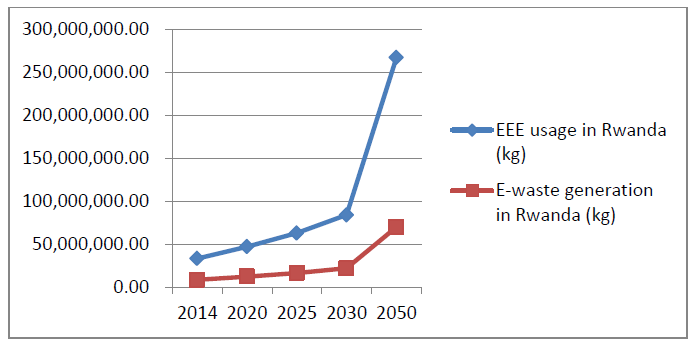 300,000,000.00
250,000,000.00
200,000,000.00
150,000,000.00
100,000,000.00
50,000,000.00
0.00
2014 2020 2025 2030 2050
EEE usage in Rwanda
(kg)
E-waste generation
in Rwanda (kg)